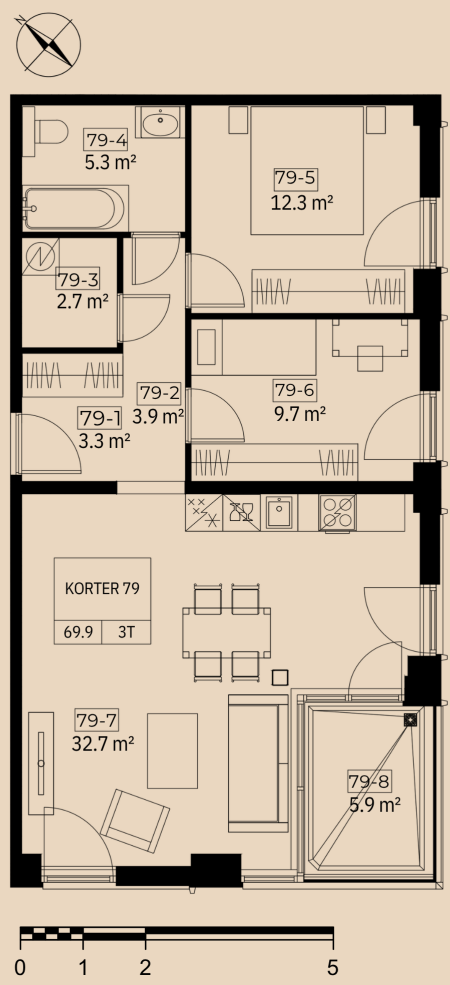 N
79-4
5.3 m²
79-5
12.3 m²
79-3
2.7 m²
79-2
3.9 m²
79-6
9.7 m²
79-1
3.3 m²
KORTER 79
69.9 3T
79-7
32.7 m²
79-8
5.9 m²
0 1 2 5